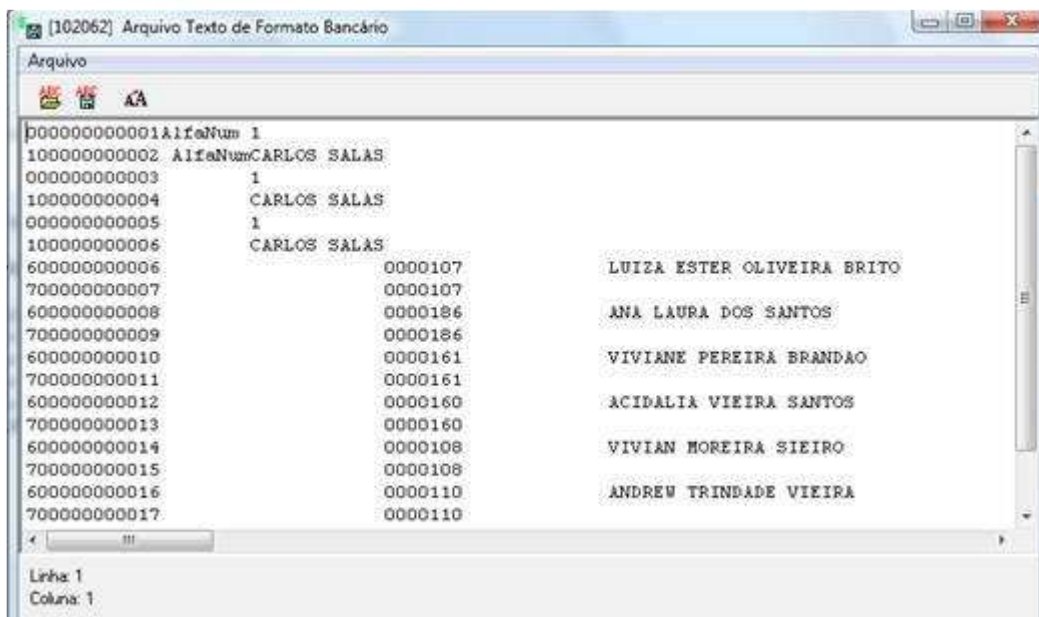 [102062] Arquivo Texto de Formato Bancário
Arquivo
ABC ABC AA
000000000001AlfaNum 1
100000000002 AlfaNumCARLOS SALAS
000000000003 1
100000000004 CARLOS SALAS
000000000005 1
100000000006 CARLOS SALAS
600000000006 0000107 LUIZA ESTER OLIVEIRA BRITO
700000000007 0000107
600000000008 0000186 ANA LAURA DOS SANTOS
700000000009 0000186
600000000010 0000161 VIVIANE PEREIRA BRANDAO
700000000011 0000161
600000000012 0000160 ACIDALIA VIEIRA SANTOS
700000000013 0000160
600000000014 0000108 VIVIAN MOREIRA SIEIRO
700000000015 0000108
600000000016 0000110 ANDREW TRINDADE VIEIRA
700000000017 0000110
Linha: 1
Coluna: 1